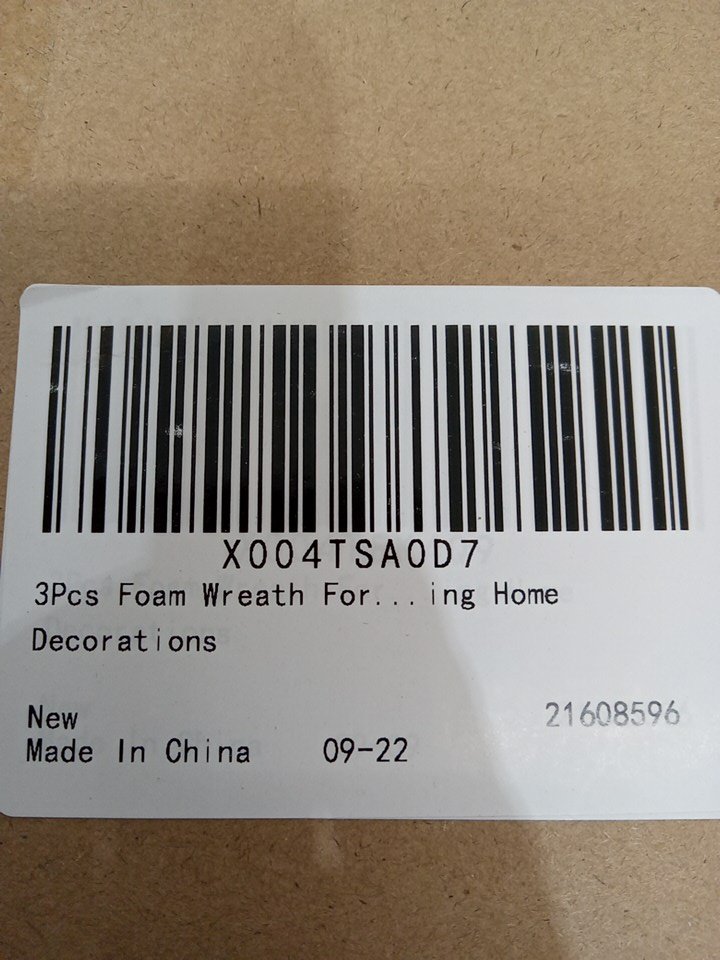 X004TSA0D7
3Pcs Foam Wreath For...ing Home
Decorations
New
21608596
Made In China 09-22